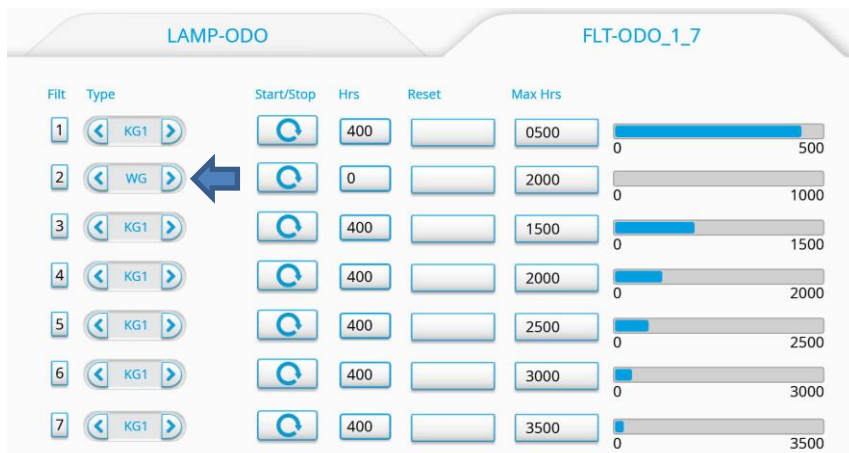 LAMP-ODO FLT-ODO_1_7
Filt Type Start/Stop Hrs Reset Max Hrs
1 KG1 400 0500
0 500
2 WG 0 2000
0 1000
3 KG1 400 1500
0 1500
4 KG1 400 2000
0 2000
5 KG1 400 2500
0 2500
6 KG1 400 3000
0 3000
7 KG1 400 3500
0 3500